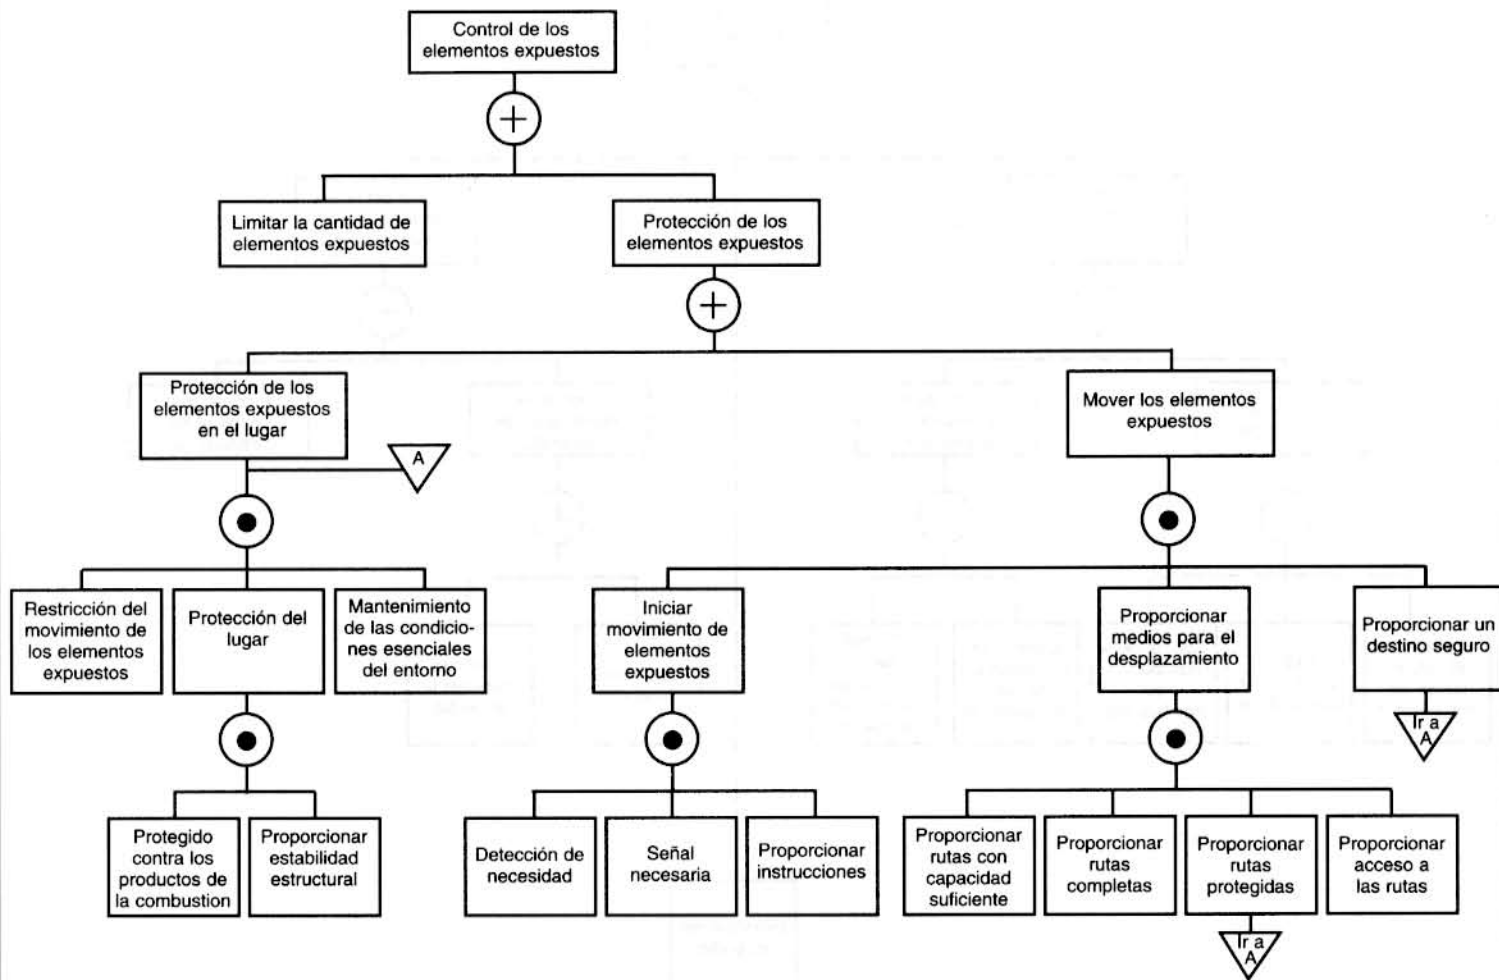 Control de los
elementos expuestos
Limitar la cantidad de
elementos expuestos
Protección de los
elementos expuestos
Protección de los
elementos expuestos
en el lugar
A
Mover los elementos
expuestos
Restricción del
movimiento de
los elementos
expuestos
Protección del
lugar
Mantenimiento
de las condicio-
nes esenciales
del entorno
Iniciar
movimiento de
elementos
expuestos
Proporcionar
medios para el
desplazamiento
Proporcionar un
destino seguro
Ir a
A
Protegido
contra los
productos de
la combustion
Proporcionar
estabilidad
estructural
Detección de
necesidad
Señal
necesaria
Proporcionar
instrucciones
Proporcionar
rutas con
capacidad
suficiente
Proporcionar
rutas
completas
Proporcionar
rutas
protegidas
Proporcionar
acceso a
las rutas
Ir a
A